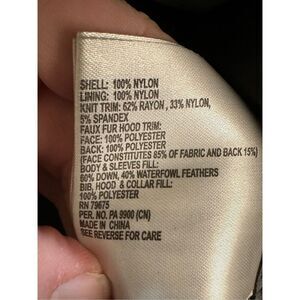 SHELL: 100% NYLON
LINING: 100% NYLON
KNIT TRIM: 62% RAYON, 33% NYLON,
5% SPANDEX
FAUX FUR HOOD TRIM:
FACE: 100% POLYESTER
BACK: 100% POLYESTER
(FACE CONSTITUTES 85% OF FABRIC AND BACK 15%)
BODY & SLEEVES FILL:
60% DOWN, 40% WATERFOWL FEATHERS
BIB, HOOD & COLLAR FILL:
100% POLYESTER
RN 79675
PER. NO. PA 9900 (CN)
MADE IN CHINA
SEE REVERSE FOR CARE